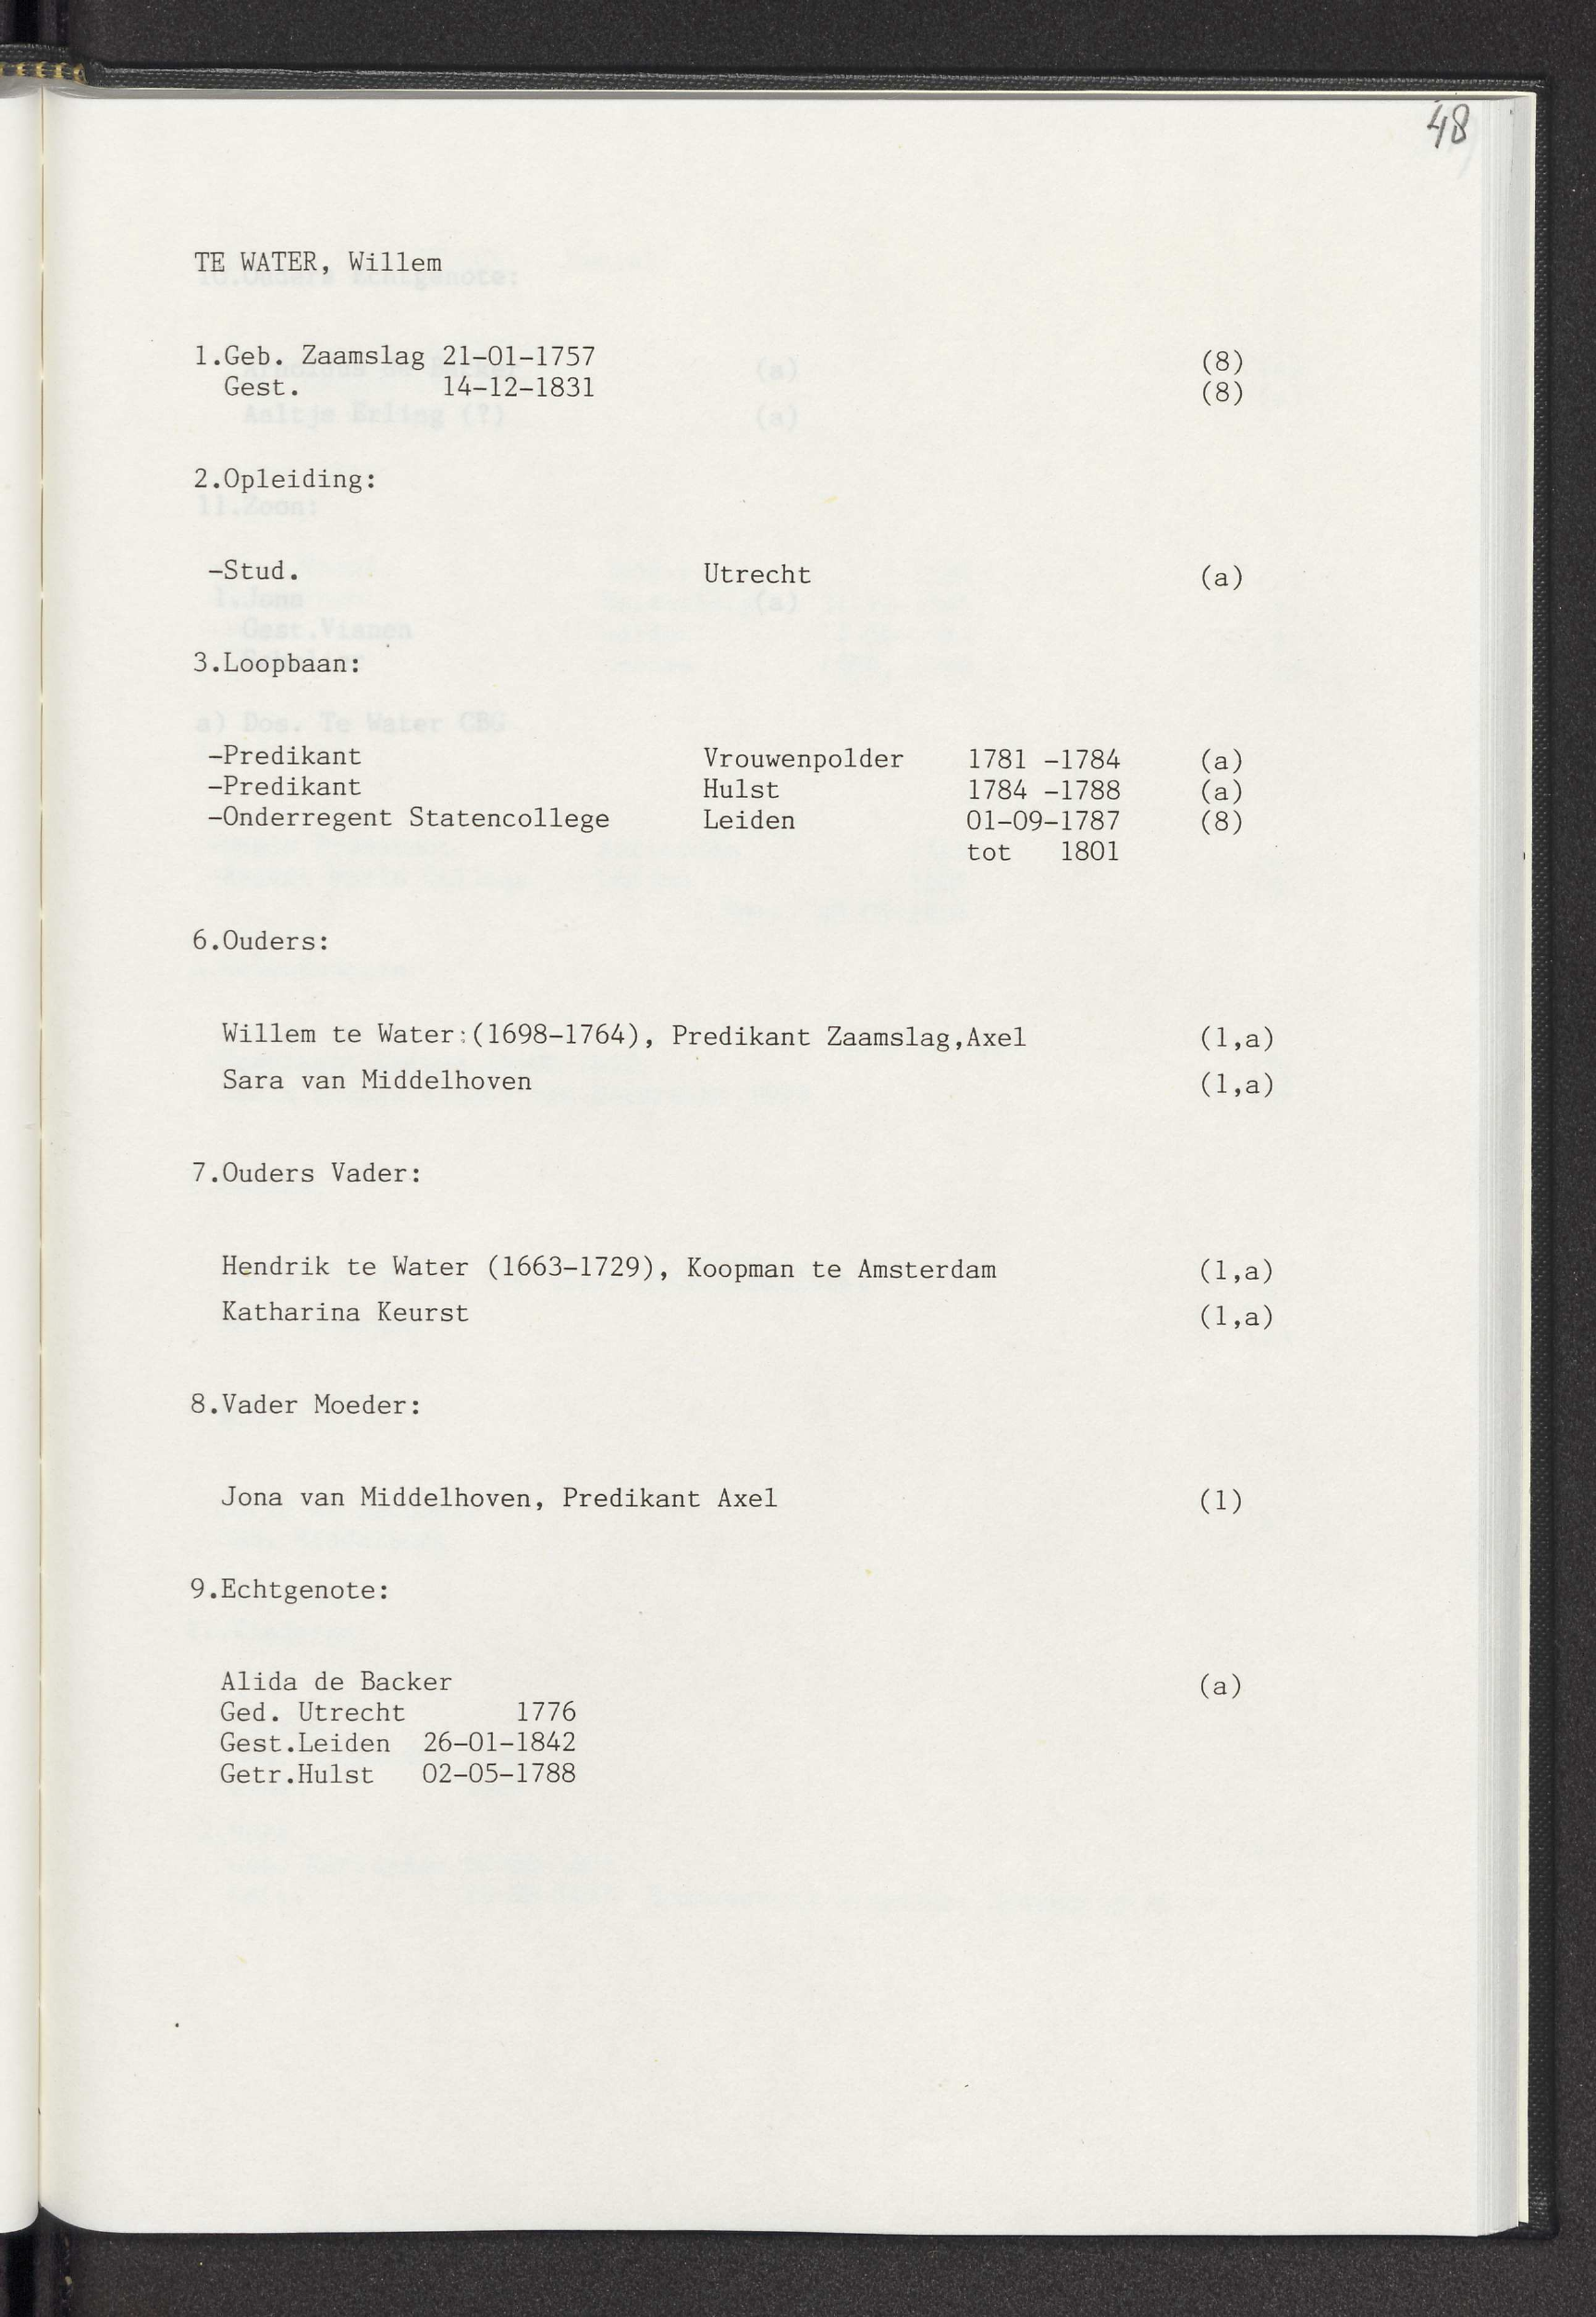 48
TE WATER, Willem
1.Geb. Zaamslag 21-01-1757 (8)
Gest. 14-12-1831 (8)
2.Opleiding:
-Stud. Utrecht (a)
3.Loopbaan:
-Predikant Vrouwenpolder 1781 -1784 (a)
-Predikant Hulst 1784 -1788 (a)
-Onderregent Statencollege Leiden 01-09-1787 (8)
tot 1801
6.Ouders:
Willem te Water:(1698-1764), Predikant Zaamslag,Axel (1,a)
Sara van Middelhoven (1,a)
7.Ouders Vader:
Hendrik te Water (1663-1729), Koopman te Amsterdam (1,a)
Katharina Keurst (1,a)
8.Vader Moeder:
Jona van Middelhoven, Predikant Axel (1)
9.Echtgenote:
Alida de Backer (a)
Ged. Utrecht 1776
Gest.Leiden 26-01-1842
Getr.Hulst 02-05-1788